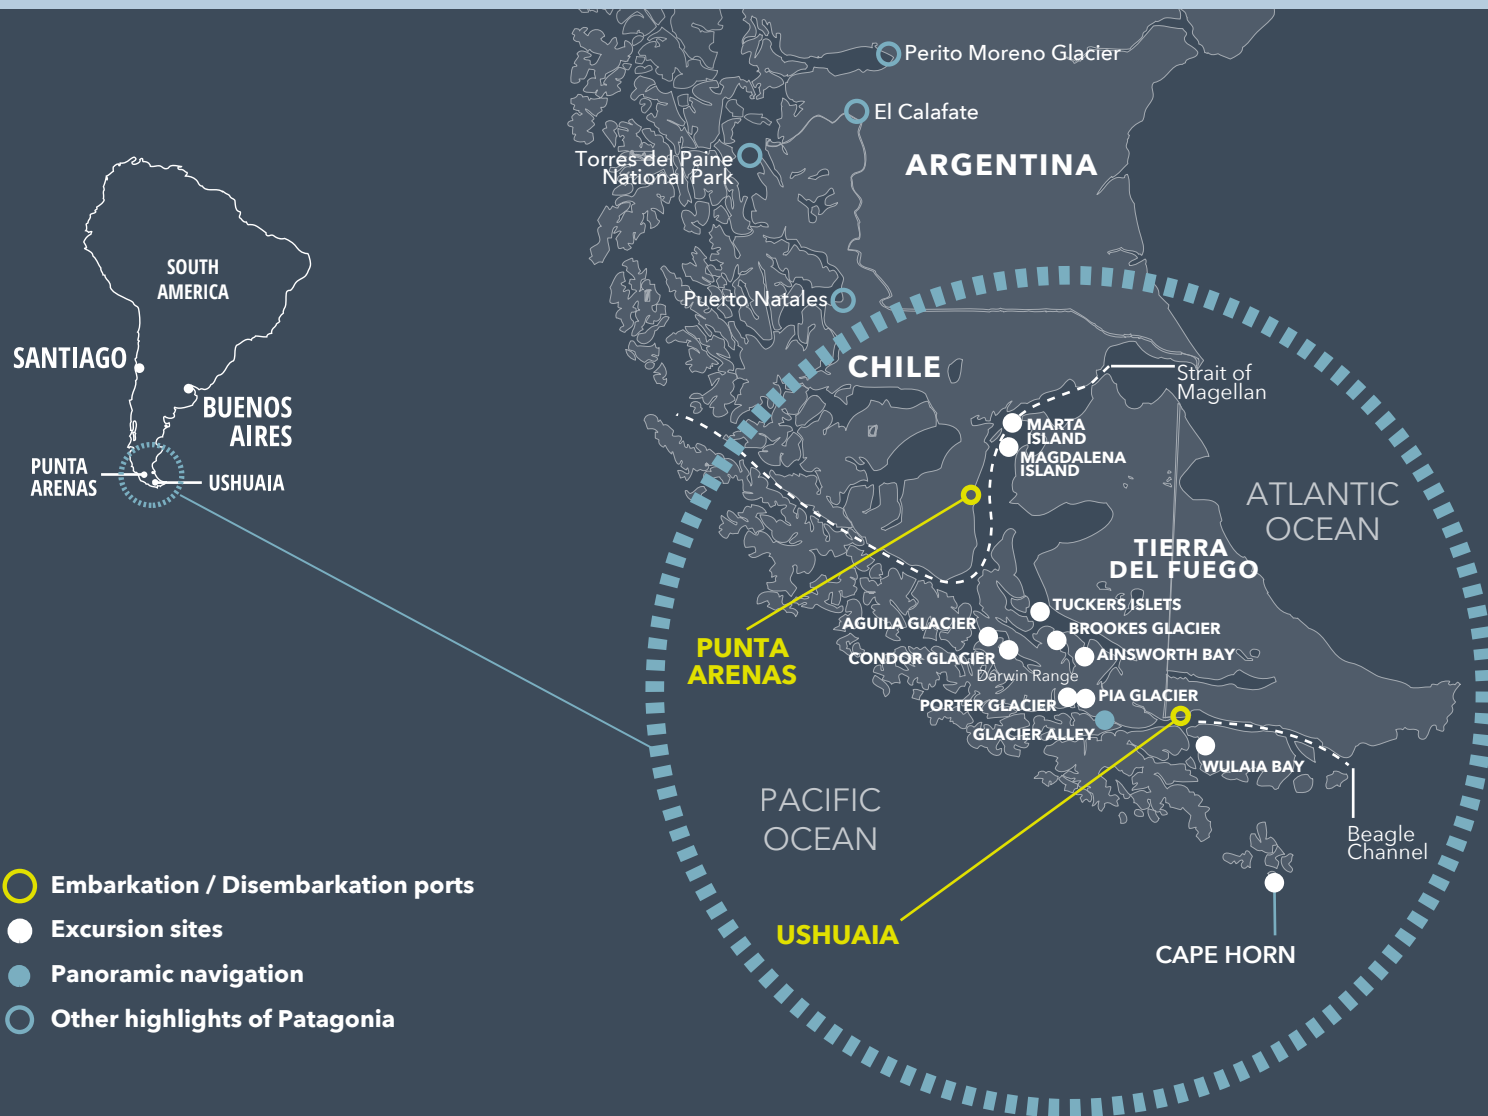 Perito Moreno Glacier
El Calafate
Torres del Paine
National Park
ARGENTINA
SOUTH
AMERICA
Puerto Natales
SANTIAGO
CHILE
Strait of
Magellan
BUENOS
AIRES
MARTA
ISLAND
MAGDALENA
ISLAND
PUNTA
ARENAS
USHUAIA
ATLANTIC
OCEAN
TIERRA
DEL FUEGO
TUCKERS ISLETS
AGUILA GLACIER
BROOKES GLACIER
PUNTA
ARENAS
CONDOR GLACIER
AINSWORTH BAY
Darwin Range
PIA GLACIER
PORTER GLACIER
GLACIER ALLEY
WULAIA BAY
PACIFIC
OCEAN
Beagle
Channel
USHUAIA
CAPE HORN
Embarkation / Disembarkation ports
Excursion sites
Panoramic navigation
Other highlights of Patagonia